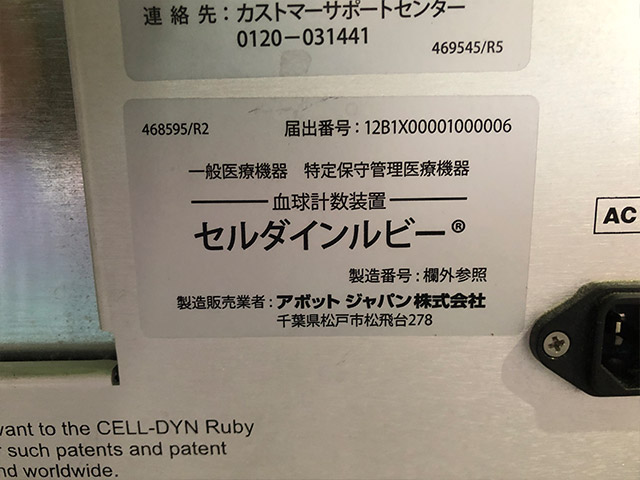 連絡先：カストマーサポートセンター
0120－031441
469545/R5
468595/R2 届出番号：12B1X00001000006
一般医療機器 特定保守管理医療機器
血球計数装置
セルダインルビー®
製造番号：欄外参照
製造販売業者：アボット ジャパン株式会社
千葉県松戸市松飛台278
AC
want to the CELL-DYN Ruby
such patents and patent
nd worldwide.